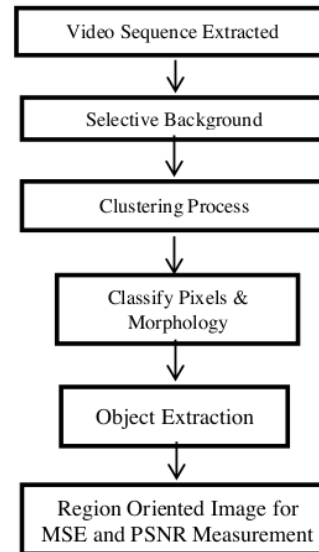 Video Sequence Extracted
Selective Background
Clustering Process
Classify Pixels &
Morphology
Object Extraction
Region Oriented Image for
MSE and PSNR Measurement